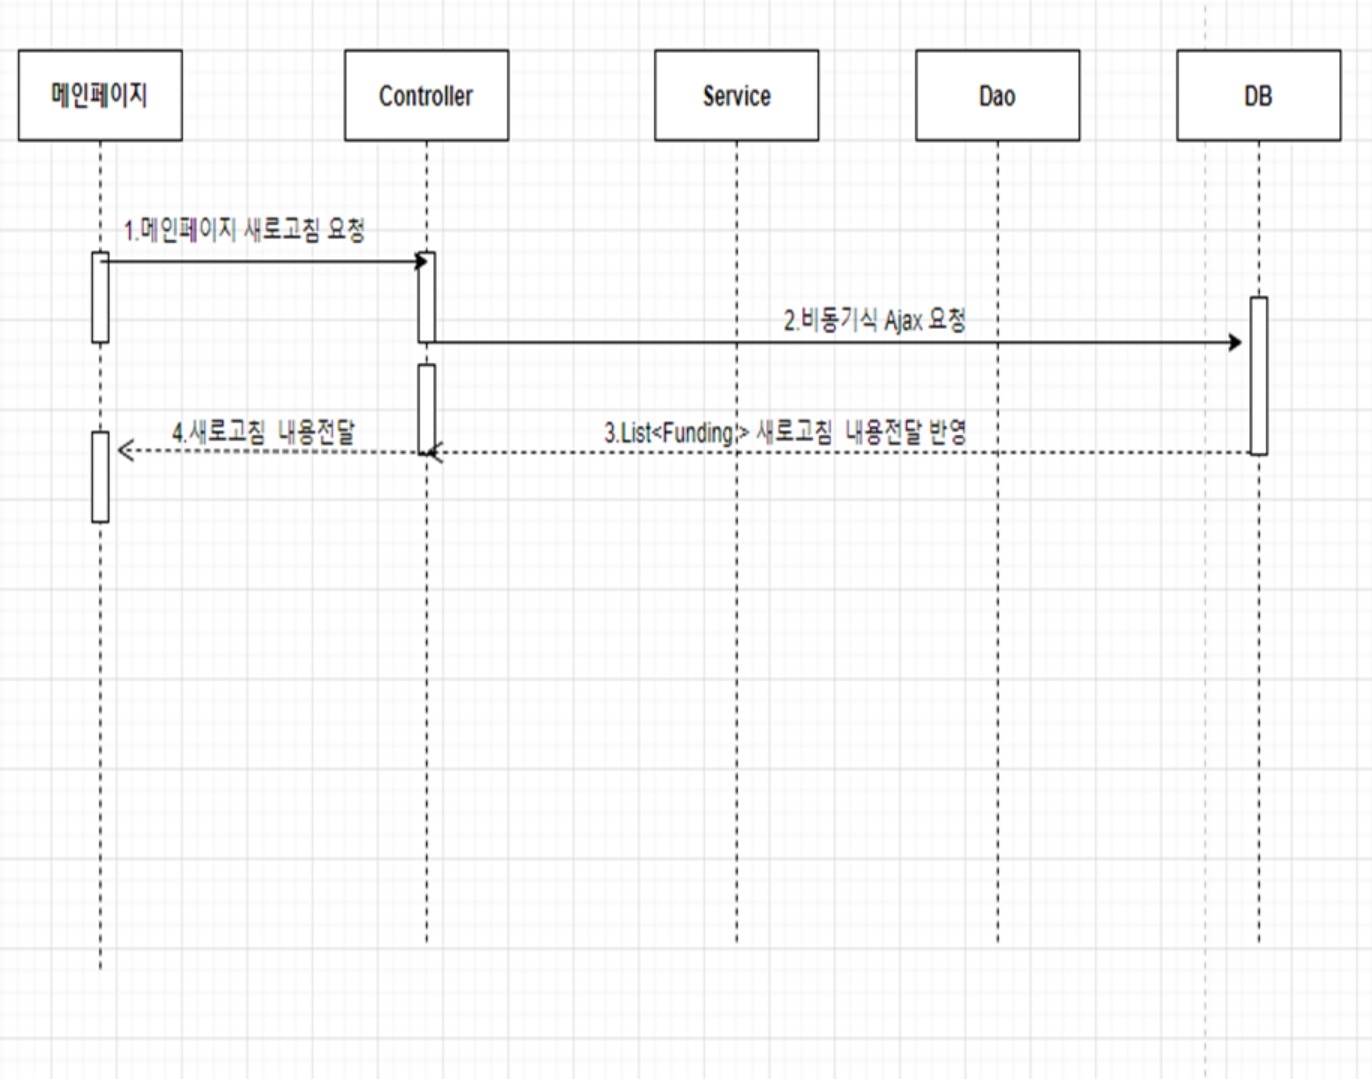 메인페이지
Controller
Service
Dao
DB
1.메인페이지 새로고침 요청
2.비동기식 Ajax 요청
3.List<Funding> 새로고침 내용전달 반영
4.새로고침 내용전달